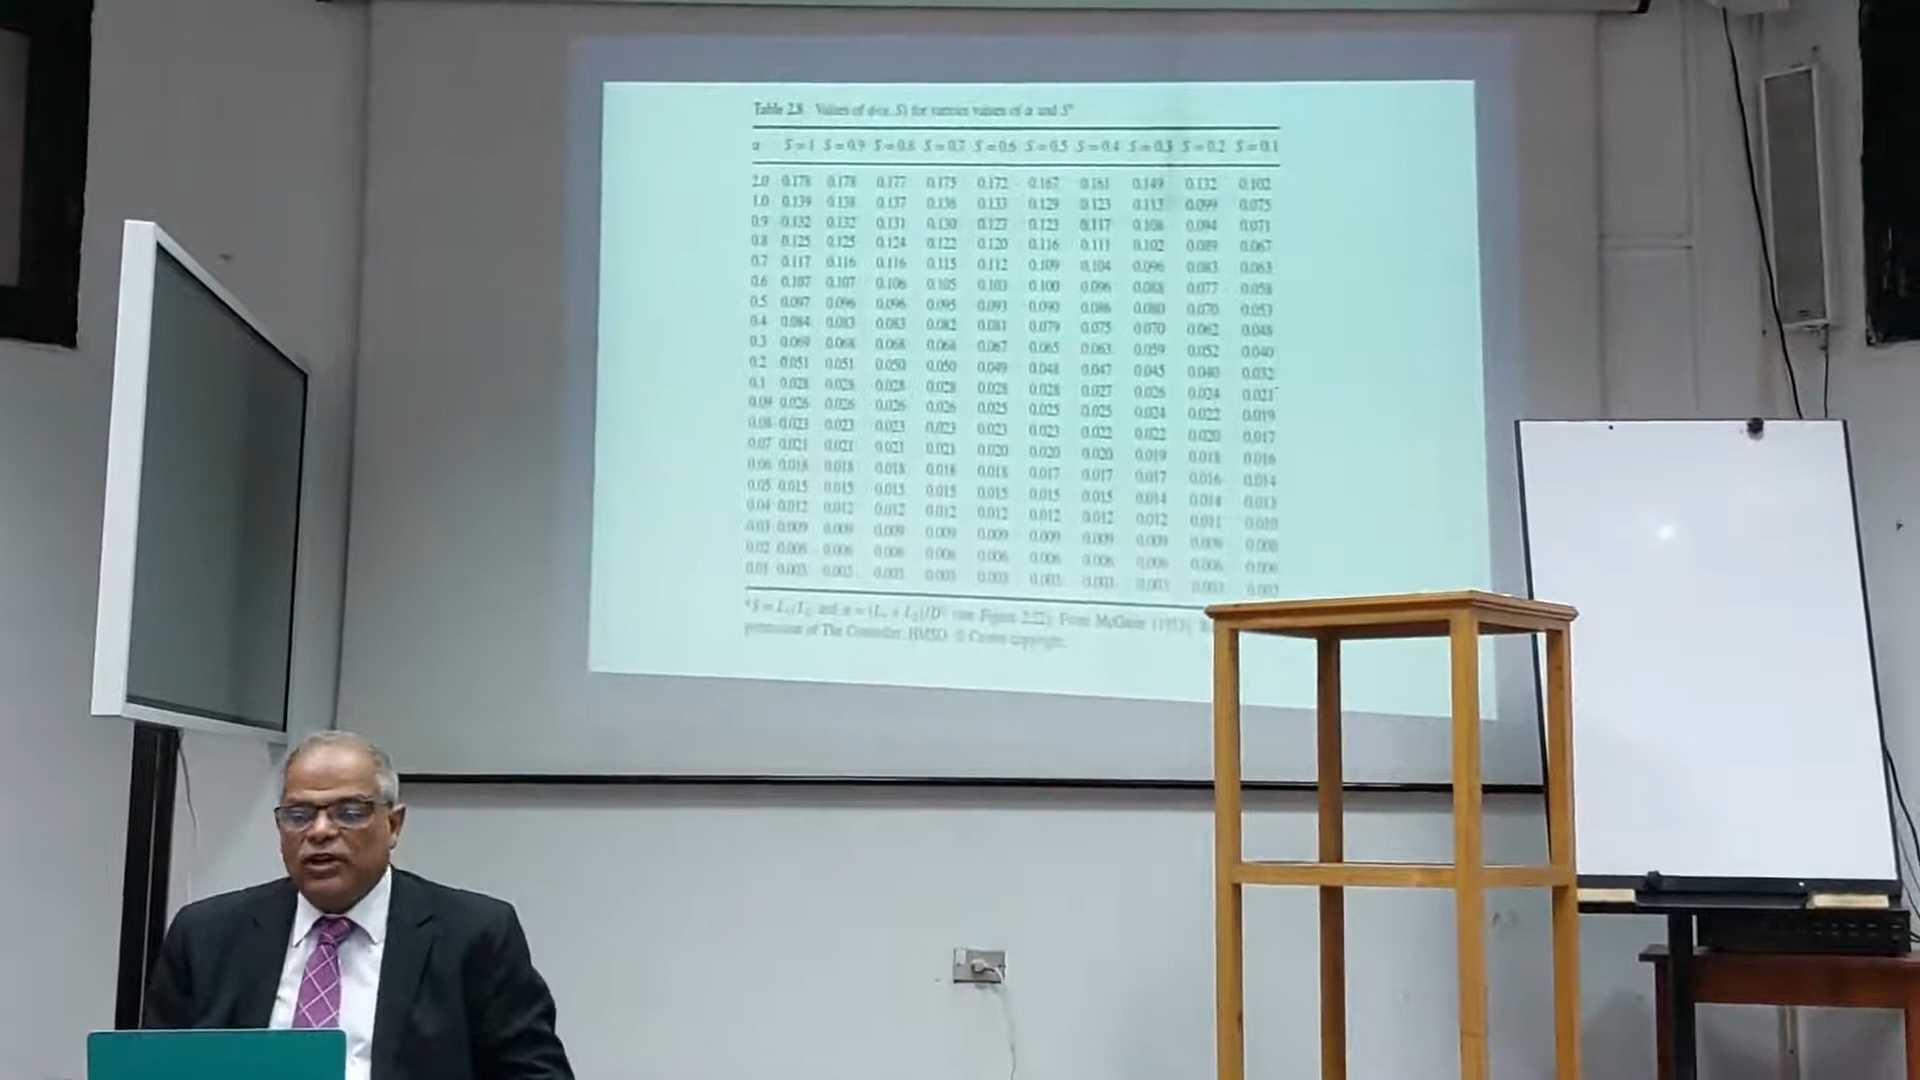 Table 2.8 Values of φ(α, S) for various values of α and Sª
α S=1 S=0.9 S=0.8 S=0.7 S=0.6 S=0.5 S=0.4 S=0.3 S=0.2 S=0.1
2.0 0.178 0.178 0.177 0.175 0.172 0.167 0.161 0.149 0.132 0.102
1.0 0.139 0.138 0.137 0.136 0.133 0.129 0.123 0.113 0.099 0.075
0.9 0.132 0.132 0.131 0.130 0.127 0.123 0.117 0.108 0.094 0.071
0.8 0.125 0.125 0.124 0.122 0.120 0.116 0.111 0.102 0.089 0.067
0.7 0.117 0.116 0.116 0.115 0.112 0.109 0.104 0.096 0.083 0.063
0.6 0.107 0.107 0.106 0.105 0.103 0.100 0.096 0.088 0.077 0.058
0.5 0.097 0.096 0.096 0.095 0.093 0.090 0.086 0.080 0.070 0.053
0.4 0.084 0.083 0.083 0.082 0.081 0.079 0.075 0.070 0.062 0.048
0.3 0.069 0.068 0.068 0.068 0.067 0.065 0.063 0.059 0.052 0.040
0.2 0.051 0.051 0.050 0.050 0.049 0.048 0.047 0.045 0.040 0.032
0.1 0.028 0.028 0.028 0.028 0.028 0.028 0.027 0.026 0.024 0.021
0.09 0.026 0.026 0.026 0.026 0.025 0.025 0.025 0.024 0.022 0.019
0.08 0.023 0.023 0.023 0.023 0.023 0.023 0.022 0.022 0.020 0.017
0.07 0.021 0.021 0.021 0.021 0.020 0.020 0.020 0.019 0.018 0.016
0.06 0.018 0.018 0.018 0.018 0.018 0.017 0.017 0.017 0.016 0.014
0.05 0.015 0.015 0.015 0.015 0.015 0.015 0.015 0.014 0.014 0.013
0.04 0.012 0.012 0.012 0.012 0.012 0.012 0.012 0.012 0.011 0.010
0.03 0.009 0.009 0.009 0.009 0.009 0.009 0.009 0.009 0.009 0.008
0.02 0.006 0.006 0.006 0.006 0.006 0.006 0.006 0.006 0.006 0.006
0.01 0.003 0.003 0.003 0.003 0.003 0.003 0.003 0.003 0.003 0.003
and (see Figure 2.22). From
permission of The Controller, HMSO. © Crown copyright.